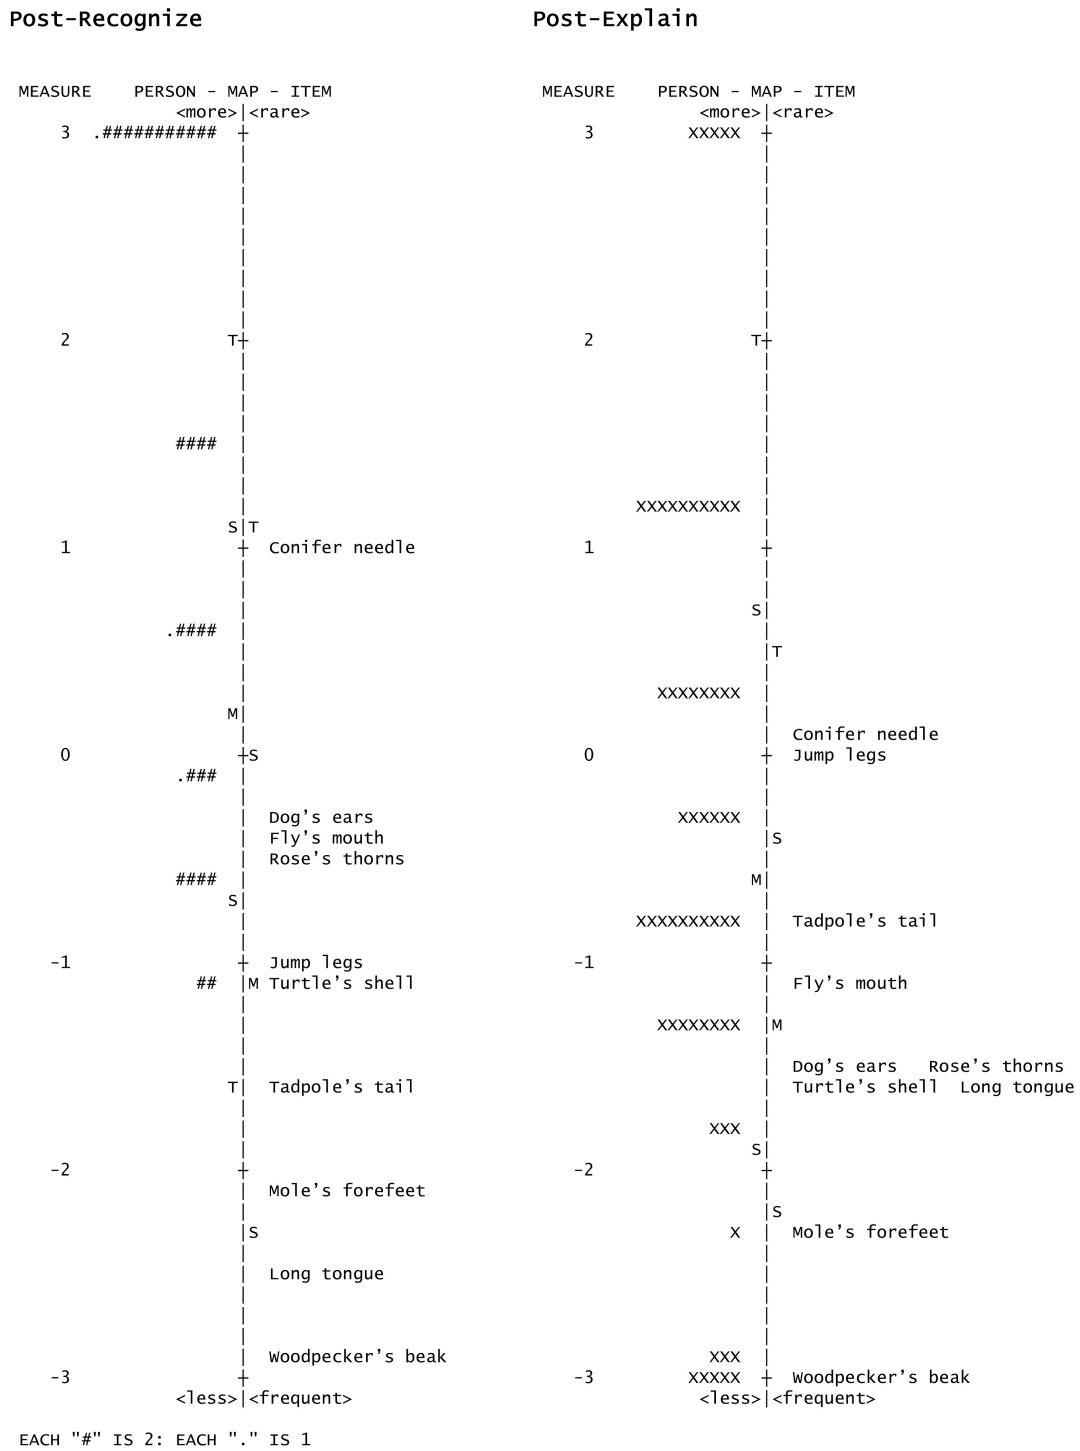 Post-Recognize
MEASURE PERSON - MAP - ITEM
<more>|<rare>
3 .########### +
2 T+
####
S|T
1 + Conifer needle
.####
M|
0 +S
.###
Dog's ears
Fly's mouth
Rose's thorns
####
S|
-1 + Jump legs
## |M Turtle's shell
T| Tadpole's tail
-2 +
Mole's forefeet
|S
Long tongue
Woodpecker's beak
-3 +
<less>|<frequent>
EACH "#" IS 2: EACH "." IS 1
Post-Explain
MEASURE PERSON - MAP - ITEM
<more>|<rare>
3 XXXXX +
2 T+
XXXXXXXXXX
1 +
S|
|T
XXXXXXXX
Conifer needle
0 + Jump legs
XXXXXX
|S
M|
XXXXXXXXXX | Tadpole's tail
-1 +
Fly's mouth
XXXXXXXX |M
Dog's ears Rose's thorns
Turtle's shell Long tongue
XXX
S|
-2 +
|S
X | Mole's forefeet
XXX
-3 XXXXX + Woodpecker's beak
<less>|<frequent>